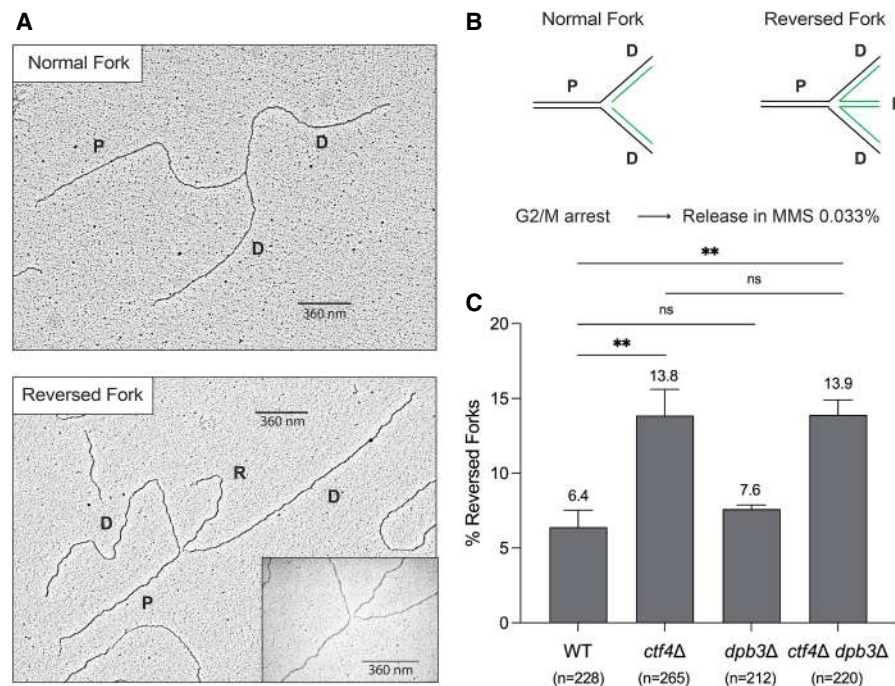 A
Normal Fork
P
D
D
360 nm
Reversed Fork
360 nm
R
D
D
P
360 nm
B
Normal Fork
Reversed Fork
D
D
P
P
D
D
G2/M arrest → Release in MMS 0.033%
C
**
ns
ns
**
% Reversed Forks
20
15
10
5
0
6.4
13.8
7.6
13.9
WT
ctf4Δ
dpb3Δ
ctf4Δ dpb3Δ
(n=228)
(n=265)
(n=212)
(n=220)